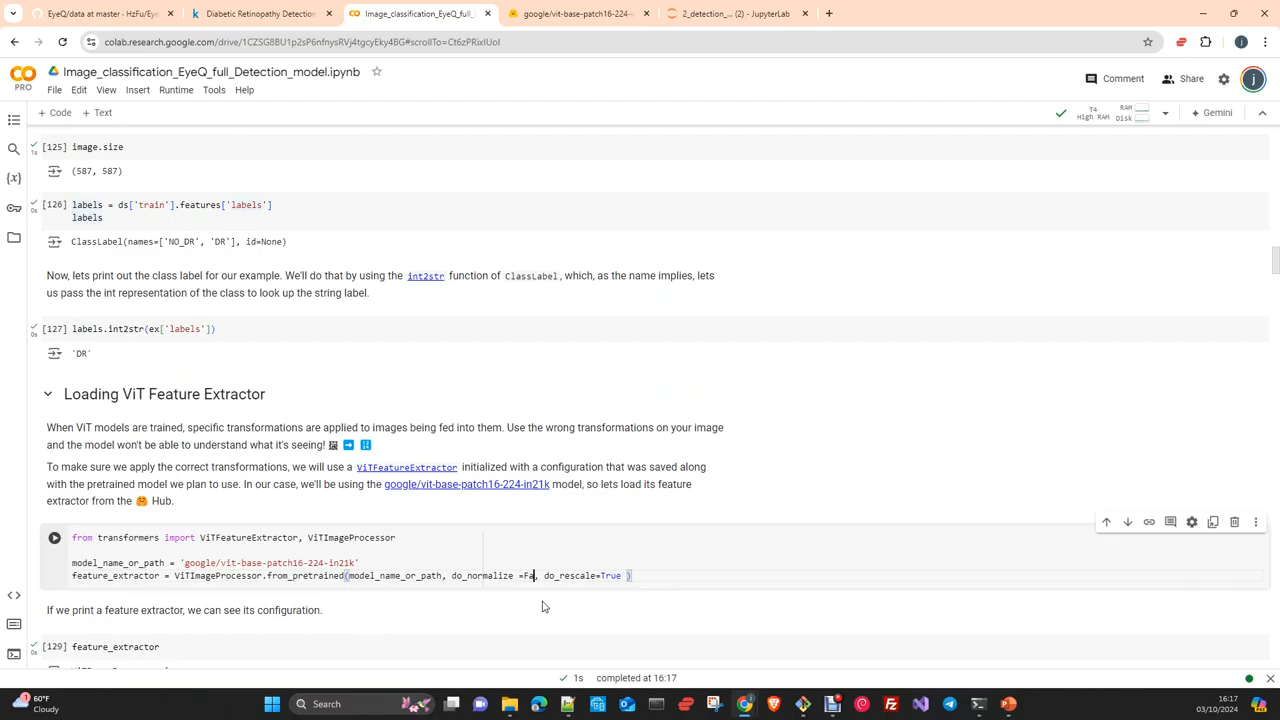 EyeQ/data at master · HzFu/Eye
Diabetic Retinopathy Detection
Image_classification_EyeQ_full
google/vit-base-patch16-224-
2_detection_... (2) - JupyterLab
colab.research.google.com/drive/1CZSG8BU1p2sP6nfnysRVj4tgcyEky4BG#scrollTo=Ct6zPRixIUoI
j
CO
PRO
Image_classification_EyeQ_full_Detection_model.ipynb
Comment
Share
j
File Edit View Insert Runtime Tools Help
+ Code + Text
T4
High RAM
RAM
Disk
Gemini
1s
[125] image.size
(587, 587)
0s
[126] labels = ds['train'].features['labels']
labels
ClassLabel(names=['NO_DR', 'DR'], id=None)
Now, lets print out the class label for our example. We'll do that by using the int2str function of ClassLabel, which, as the name implies, lets
us pass the int representation of the class to look up the string label.
0s
[127] labels.int2str(ex['labels'])
'DR'
Loading ViT Feature Extractor
When ViT models are trained, specific transformations are applied to images being fed into them. Use the wrong transformations on your image
and the model won't be able to understand what it's seeing! 🖼 ➡ 🔢
To make sure we apply the correct transformations, we will use a ViTFeatureExtractor initialized with a configuration that was saved along
with the pretrained model we plan to use. In our case, we'll be using the google/vit-base-patch16-224-in21k model, so lets load its feature
extractor from the 🤗 Hub.
from transformers import ViTFeatureExtractor, ViTImageProcessor
model_name_or_path = 'google/vit-base-patch16-224-in21k'
feature_extractor = ViTImageProcessor.from_pretrained(model_name_or_path, do_normalize =Fa, do_rescale=True )
If we print a feature extractor, we can see its configuration.
0s
[129] feature_extractor
1s completed at 16:17
60°F
Cloudy
Search
16:17
03/10/2024